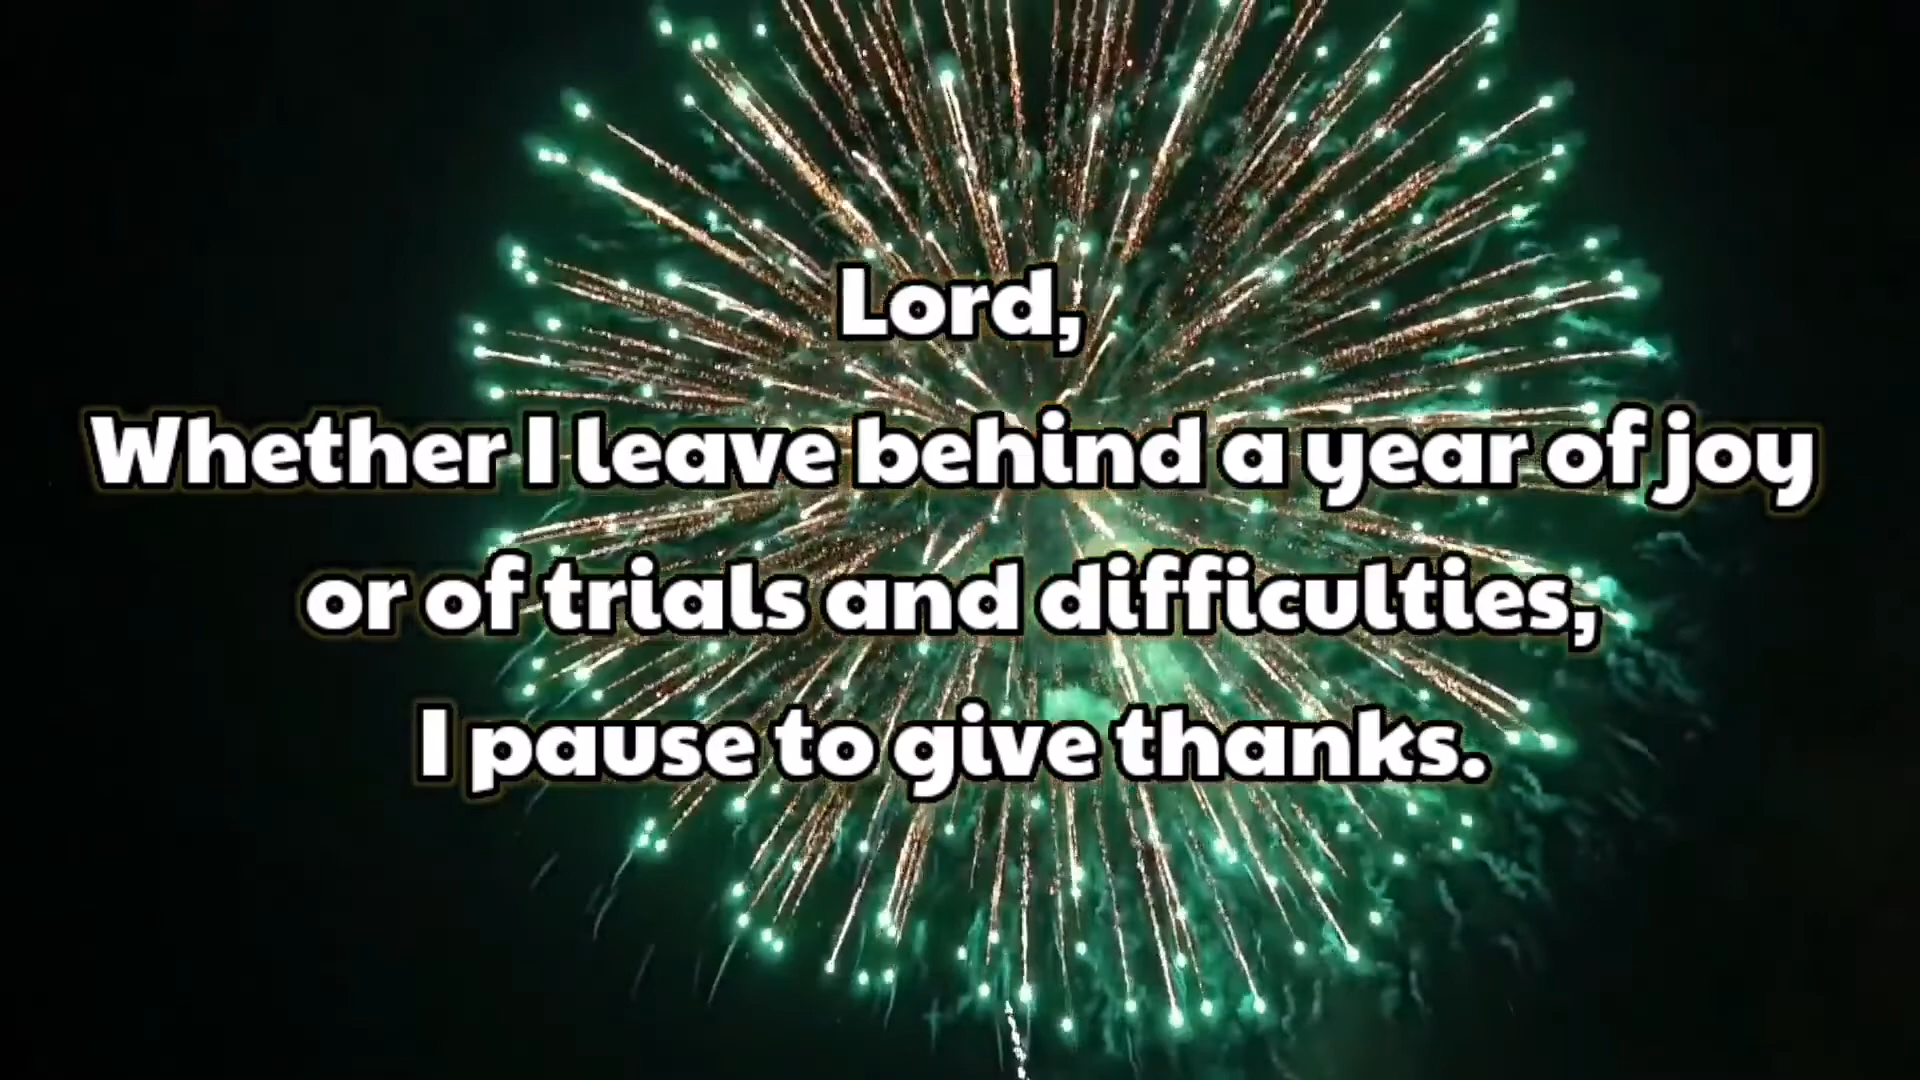 Lord,
Whether I leave behind a year of joy
or of trials and difficulties,
I pause to give thanks.